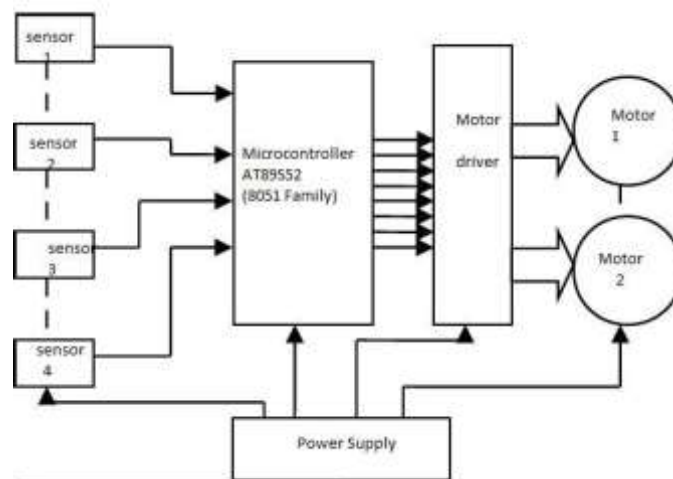 sensor
1
sensor
2
sensor
3
sensor
4
Microcontroller
AT89S52
(8051 Family)
Motor
driver
Motor
1
Motor
2
Power Supply